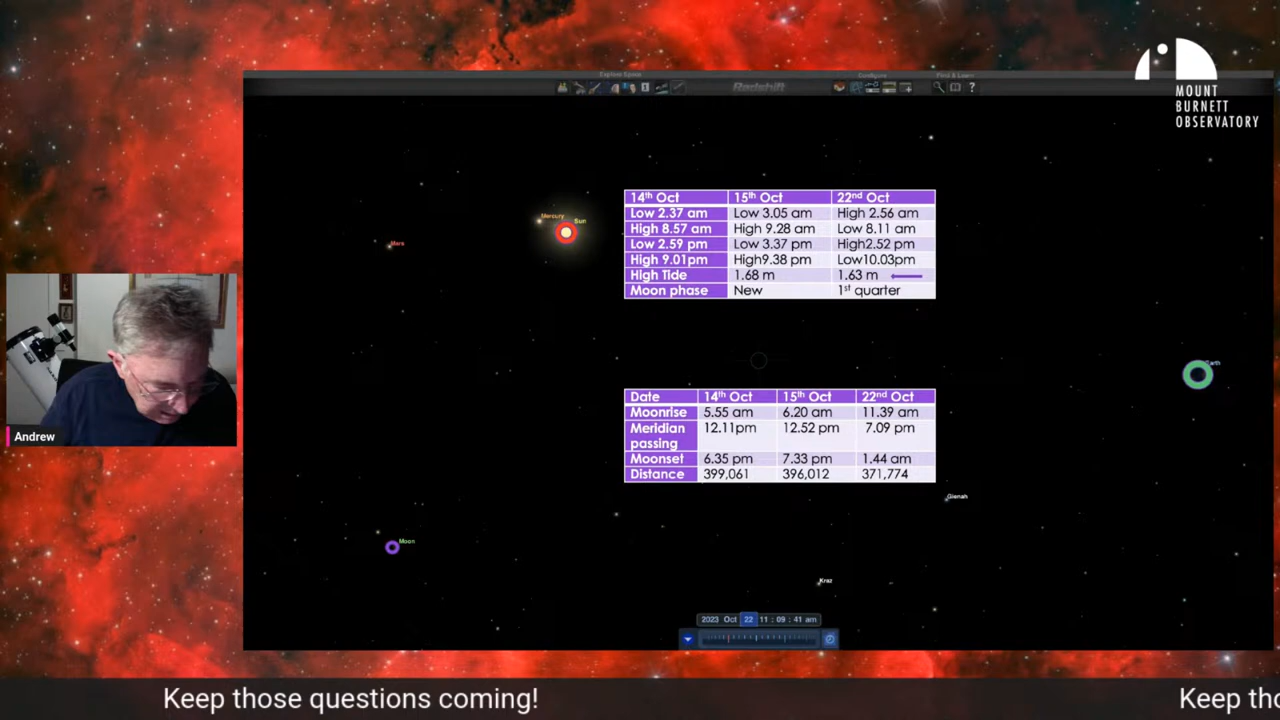 Explore Space
Redshift
Configure
Find & Learn
MOUNT
BURNETT
OBSERVATORY
Mercury
Sun
Mars
14th Oct 15th Oct 22nd Oct
Low 2.37 am Low 3.05 am High 2.56 am
High 8.57 am High 9.28 am Low 8.11 am
Low 2.59 pm Low 3.37 pm High2.52 pm
High 9.01pm High9.38 pm Low10.03pm
High Tide 1.68 m 1.63 m
Moon phase New 1st quarter
Earth
Date 14th Oct 15th Oct 22nd Oct
Moonrise 5.55 am 6.20 am 11.39 am
Meridian 12.11pm 12.52 pm 7.09 pm
passing
Moonset 6.35 pm 7.33 pm 1.44 am
Distance 399,061 396,012 371,774
Andrew
Gienah
Moon
Kraz
2023 Oct 22 11 : 09 : 41 am
Keep those questions coming! Keep tho